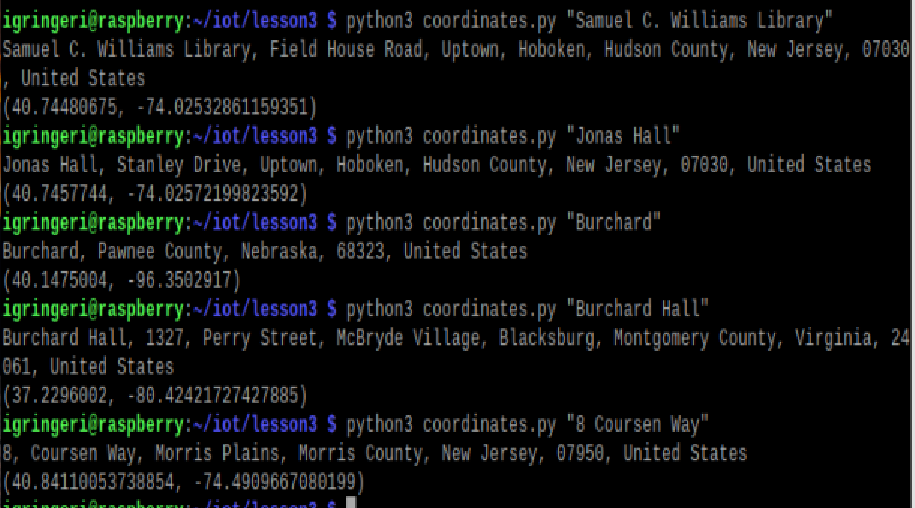 igringeri@raspberry:~/iot/lesson3 $ python3 coordinates.py "Samuel C. Williams Library"
Samuel C. Williams Library, Field House Road, Uptown, Hoboken, Hudson County, New Jersey, 07030
, United States
(40.74480675, -74.02532861159351)
igringeri@raspberry:~/iot/lesson3 $ python3 coordinates.py "Jonas Hall"
Jonas Hall, Stanley Drive, Uptown, Hoboken, Hudson County, New Jersey, 07030, United States
(40.7457744, -74.02572199823592)
igringeri@raspberry:~/iot/lesson3 $ python3 coordinates.py "Burchard"
Burchard, Pawnee County, Nebraska, 68323, United States
(40.1475004, -96.3502917)
igringeri@raspberry:~/iot/lesson3 $ python3 coordinates.py "Burchard Hall"
Burchard Hall, 1327, Perry Street, McBryde Village, Blacksburg, Montgomery County, Virginia, 24
061, United States
(37.2296002, -80.42421727427885)
igringeri@raspberry:~/iot/lesson3 $ python3 coordinates.py "8 Coursen Way"
8, Coursen Way, Morris Plains, Morris County, New Jersey, 07950, United States
(40.84110053738854, -74.4909667080199)
igringeri@raspberry:~/iot/lesson3 $